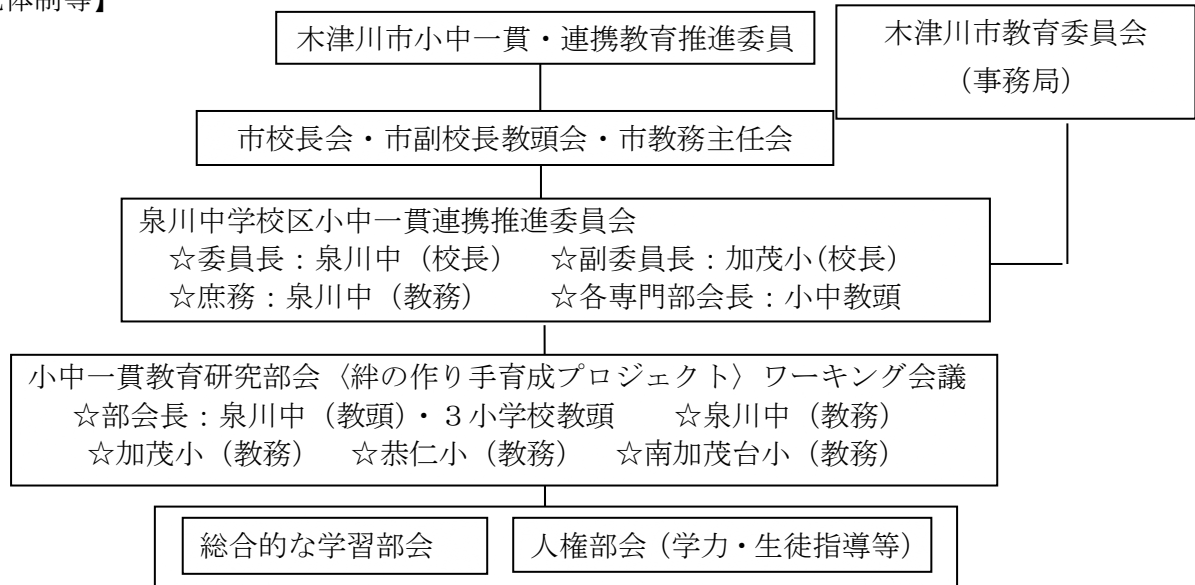 体制等】
木津川市小中一貫・連携教育推進委員
木津川市教育委員会
（事務局）
市校長会・市副校長教頭会・市教務主任会
泉川中学校区小中一貫連携推進委員会
☆委員長：泉川中（校長）　☆副委員長：加茂小(校長）
☆庶務：泉川中（教務）　☆各専門部会長：小中教頭
小中一貫教育研究部会〈絆の作り手育成プロジェクト〉ワーキング会議
☆部会長：泉川中（教頭）・３小学校教頭　☆泉川中（教務）
☆加茂小（教務）　☆恭仁小（教務）　☆南加茂台小（教務）
総合的な学習部会
人権部会（学力・生徒指導等）